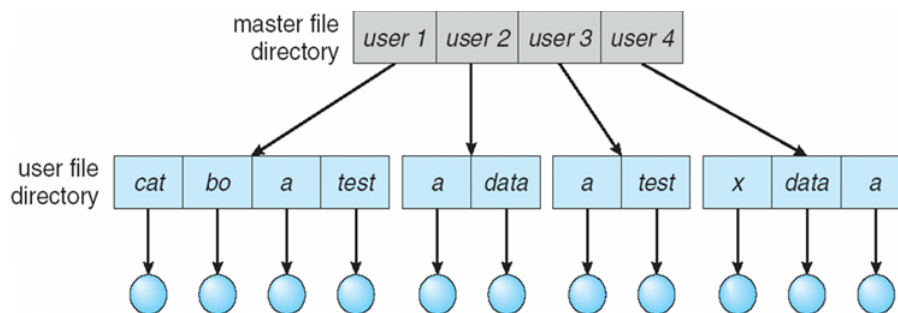 master file
directory
user 1 user 2 user 3 user 4
user file
directory
cat bo a test a data a test x data a